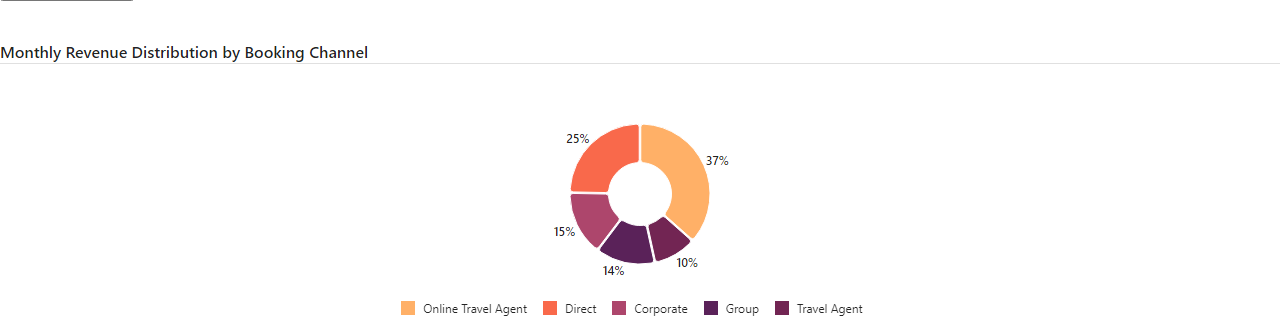 Monthly Revenue Distribution by Booking Channel
25%
37%
15%
14%
10%
Online Travel Agent
Direct
Corporate
Group
Travel Agent